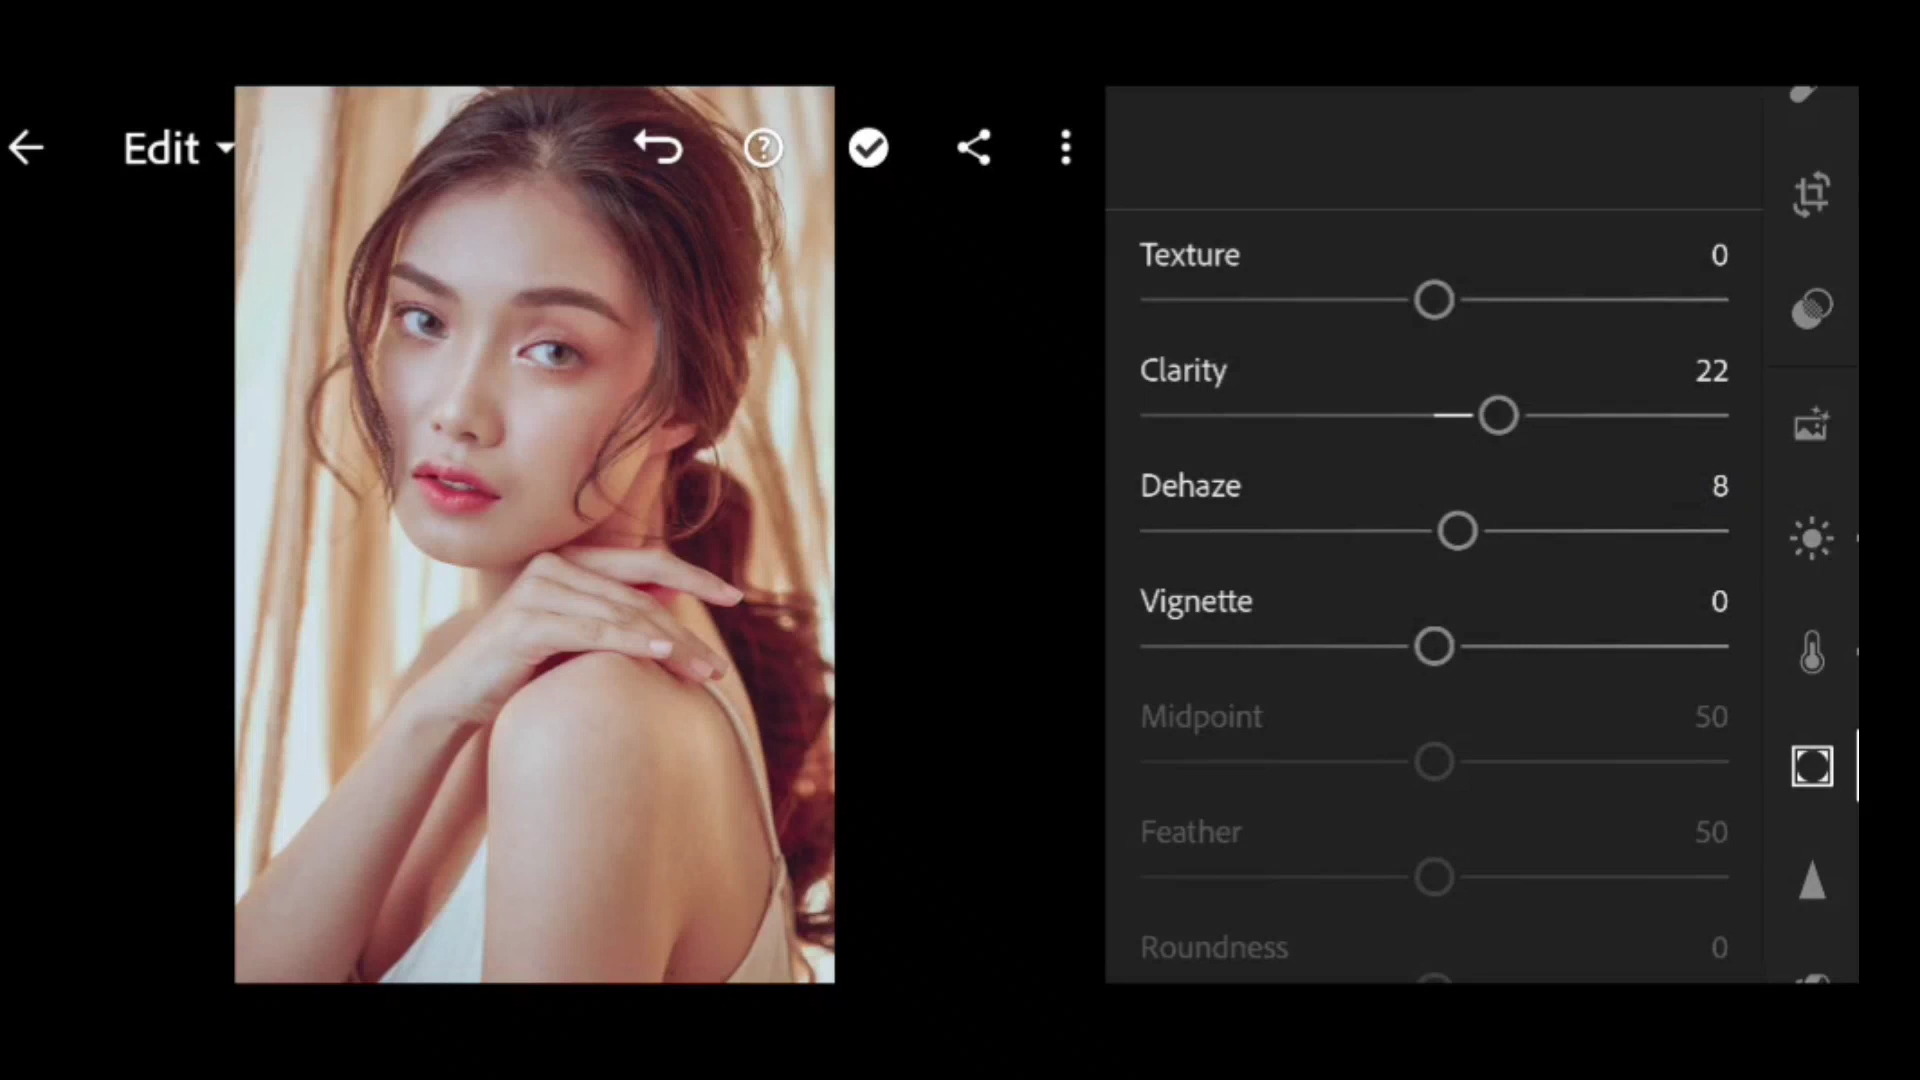 Edit
Texture 0
Clarity 22
Dehaze 8
Vignette 0
Midpoint 50
Feather 50
Roundness 0